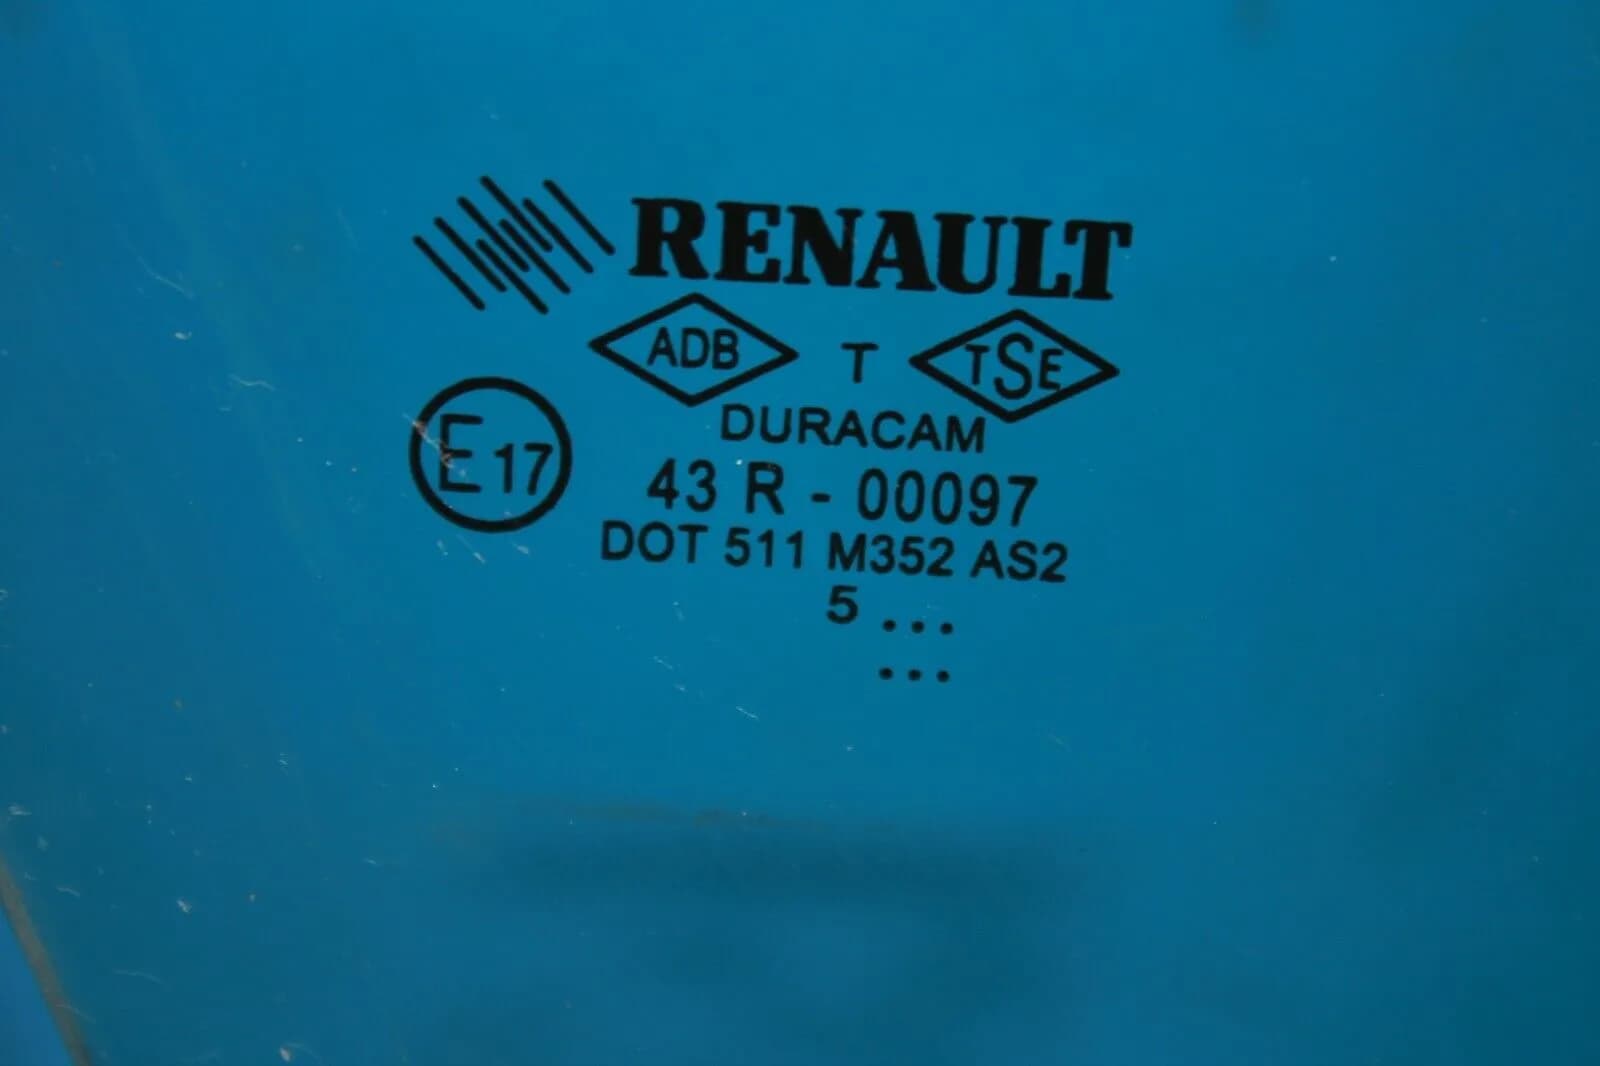 RENAULT
ADB T TSE
DURACAM
E17
43 R - 00097
DOT 511 M352 AS2
5 ...
...